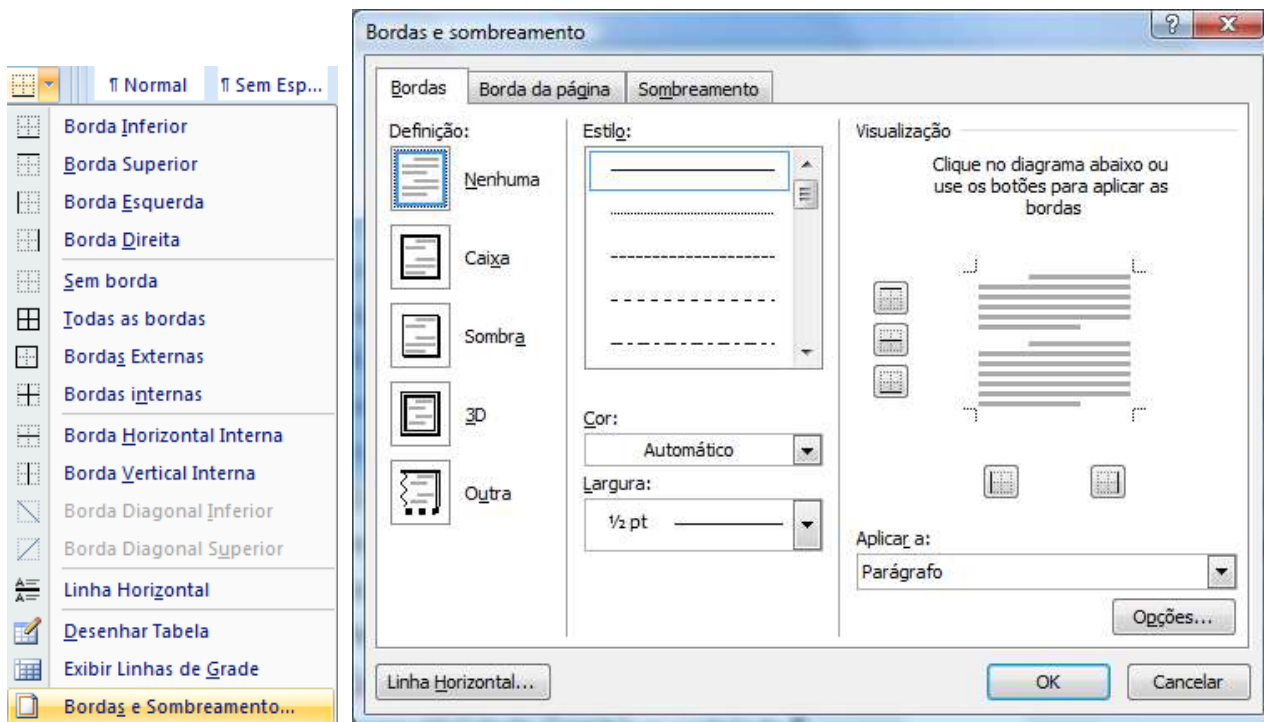 ¶ Normal ¶ Sem Esp...
Borda Inferior
Borda Superior
Borda Esquerda
Borda Direita
Sem borda
Todas as bordas
Bordas Externas
Bordas internas
Borda Horizontal Interna
Borda Vertical Interna
Borda Diagonal Inferior
Borda Diagonal Superior
Linha Horizontal
Desenhar Tabela
Exibir Linhas de Grade
Bordas e Sombreamento...
Bordas e sombreamento
Bordas Borda da página Sombreamento
Definição:
Nenhuma
Caixa
Sombra
3D
Outra
Estilo:
Cor:
Automático
Largura:
½ pt
Visualização
Clique no diagrama abaixo ou
use os botões para aplicar as
bordas
Aplicar a:
Parágrafo
Opções...
Linha Horizontal... OK Cancelar